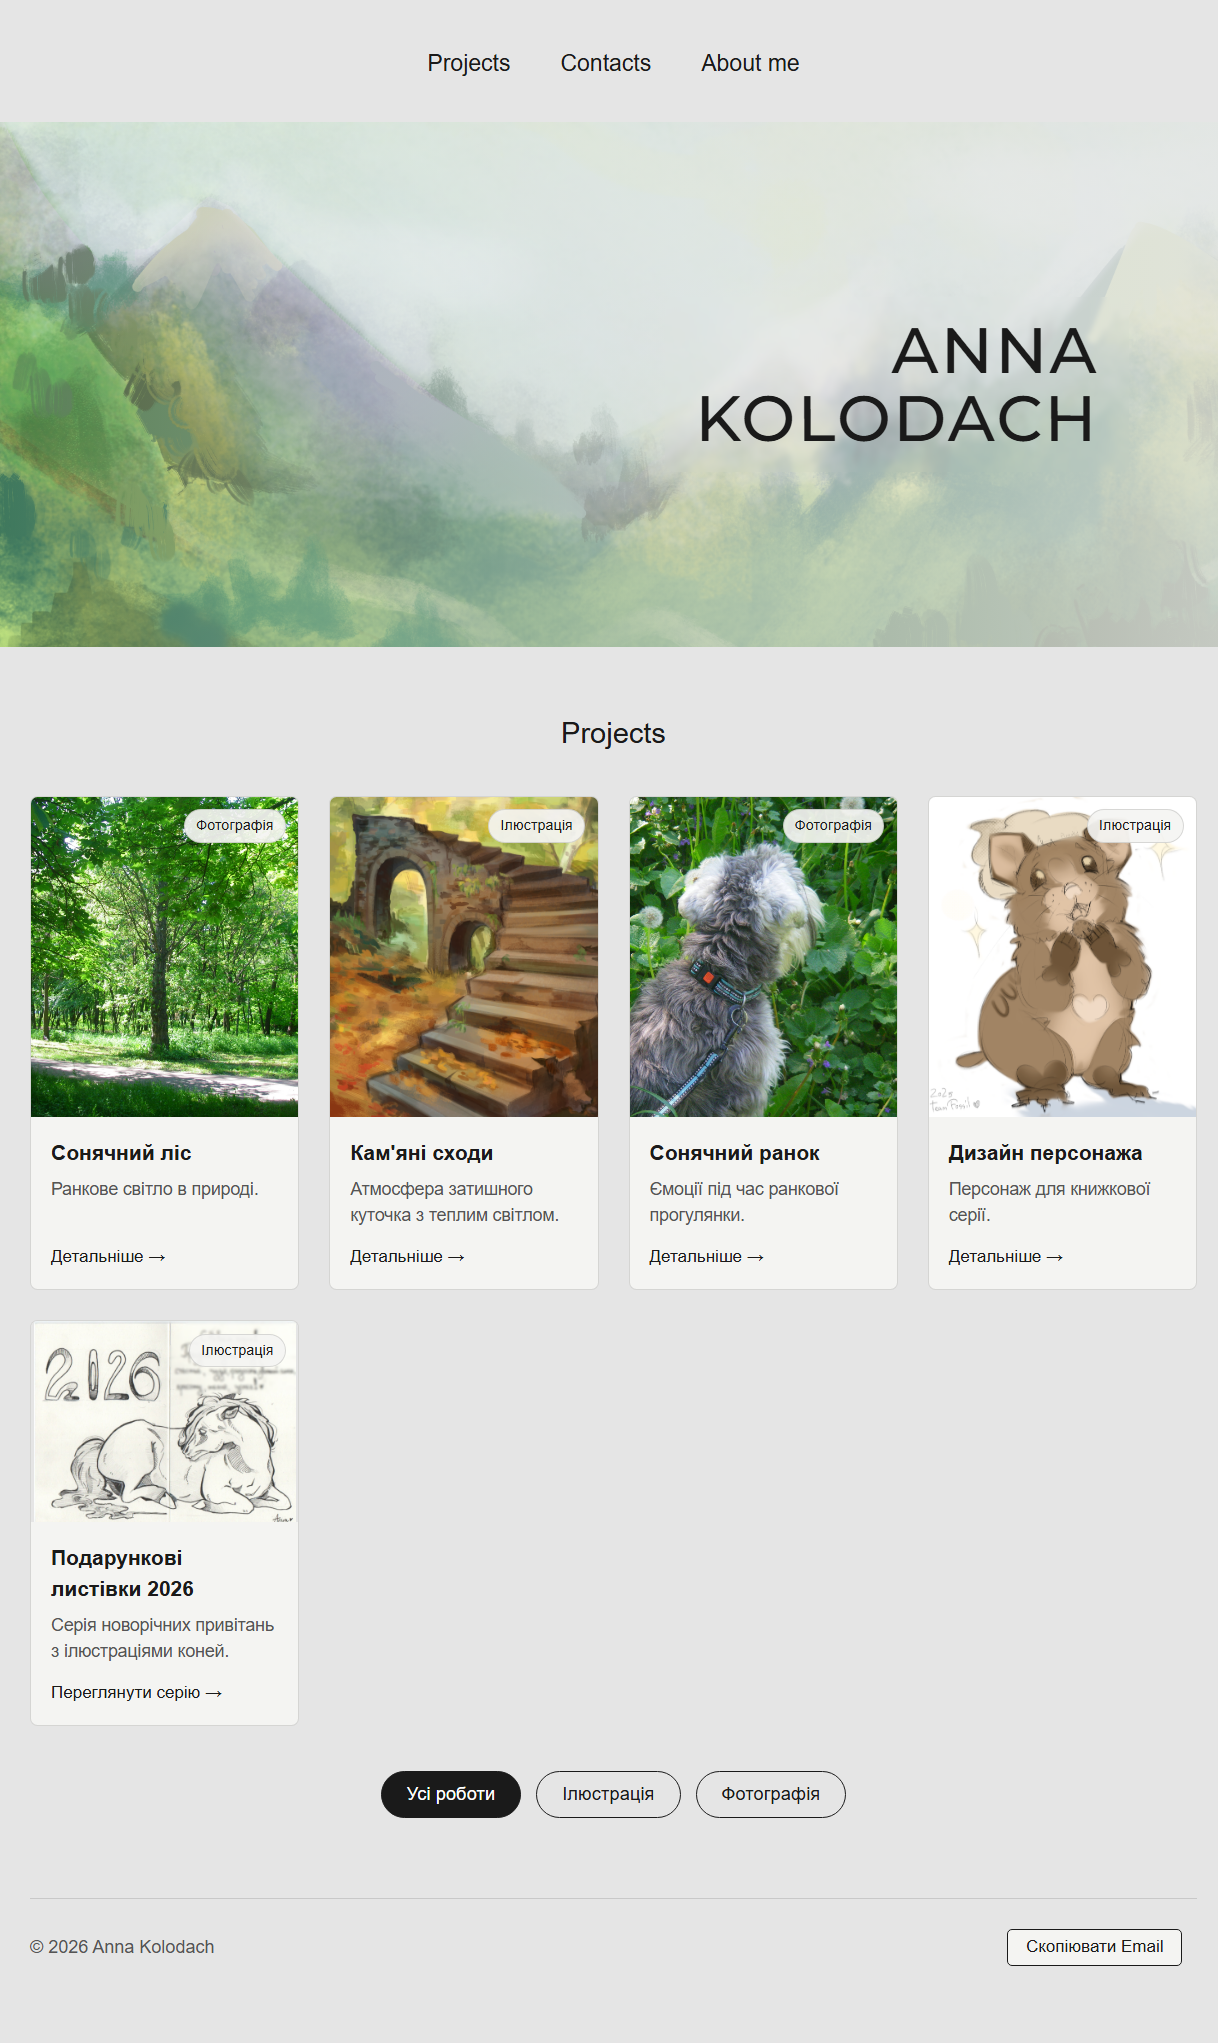 Projects
Contacts
About me
ANNA
KOLODACH
Projects
Фотографія
Сонячний ліс
Ранкове світло в природі.
Детальніше →
Ілюстрація
Кам'яні сходи
Атмосфера затишного
куточка з теплим світлом.
Детальніше →
Фотографія
Сонячний ранок
Ємоції під час ранкової
прогулянки.
Детальніше →
Ілюстрація
Дизайн персонажа
Персонаж для книжкової
серії.
Детальніше →
Ілюстрація
2026
Подарункові
листівки 2026
Серія новорічних привітань
з ілюстраціями коней.
Переглянути серію →
Усі роботи
Ілюстрація
Фотографія
© 2026 Anna Kolodach
Скопіювати Email